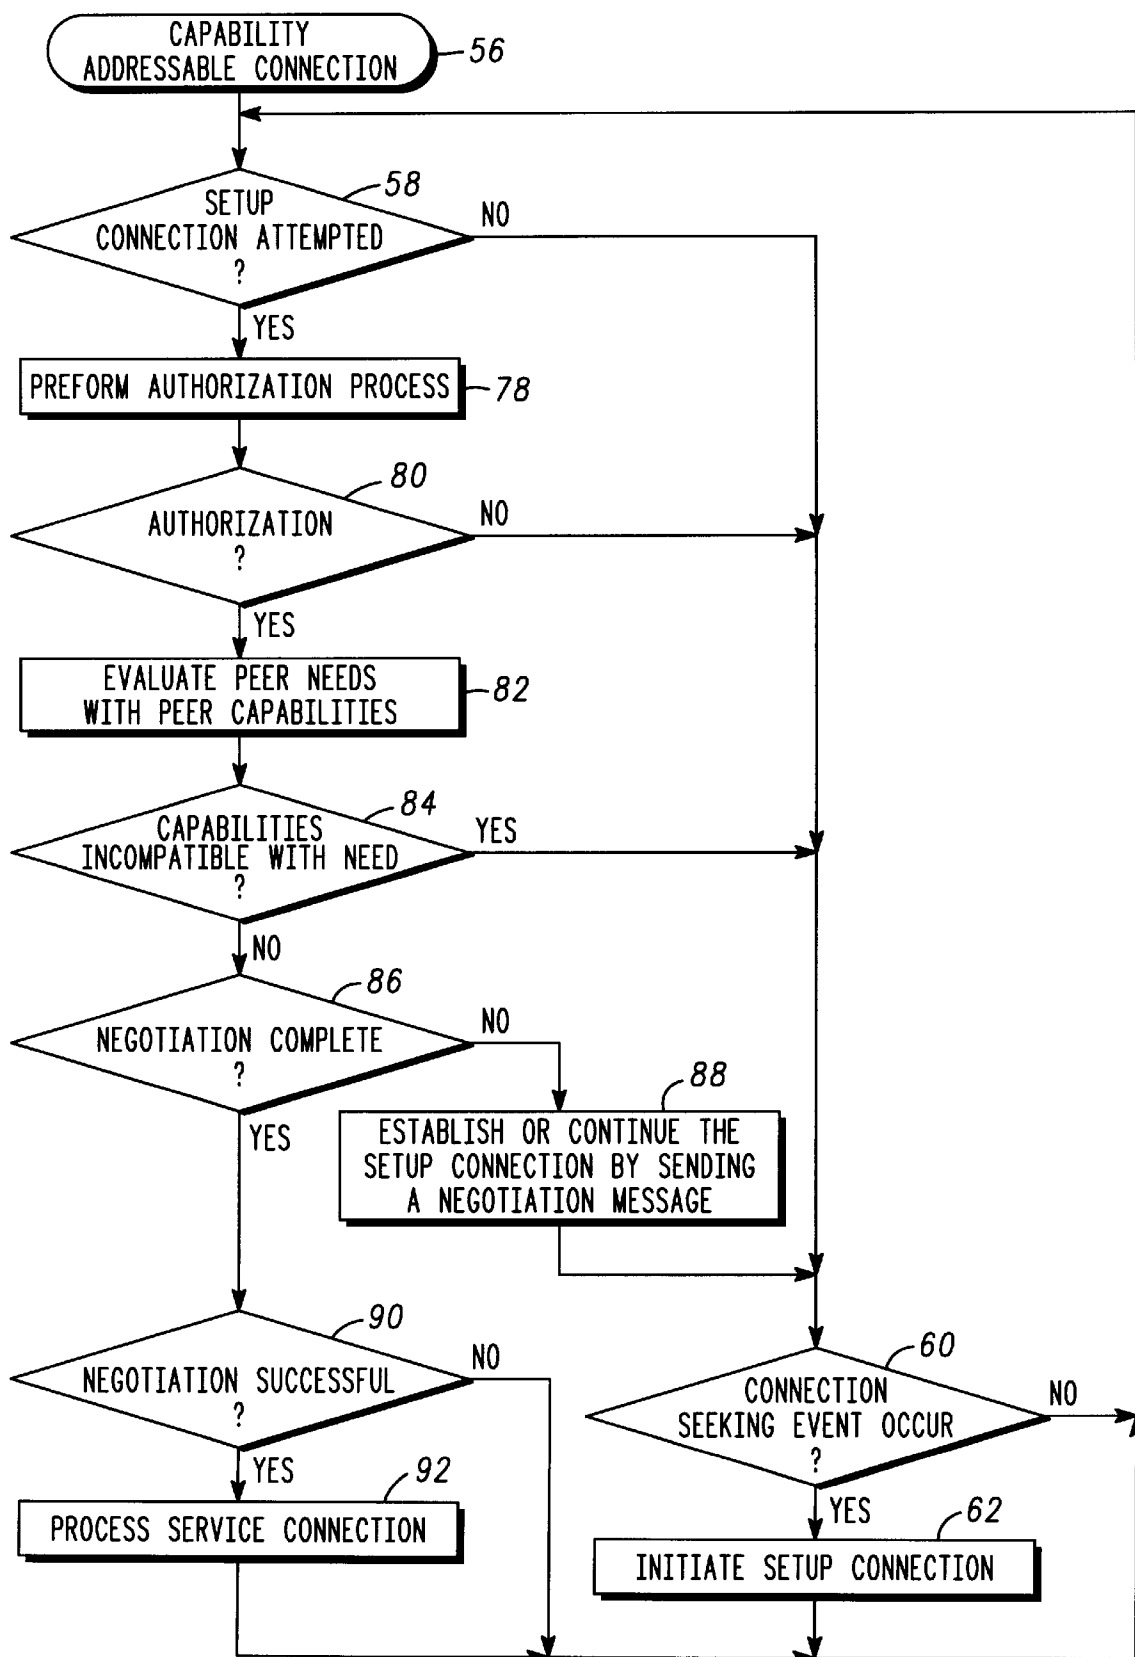 CAPABILITY
ADDRESSABLE CONNECTION
56
58
SETUP
CONNECTION ATTEMPTED
?
NO
YES
PREFORM AUTHORIZATION PROCESS
78
80
AUTHORIZATION
?
NO
YES
EVALUATE PEER NEEDS
WITH PEER CAPABILITIES
82
84
CAPABILITIES
INCOMPATIBLE WITH NEED
?
YES
NO
86
NEGOTIATION COMPLETE
?
NO
YES
88
ESTABLISH OR CONTINUE THE
SETUP CONNECTION BY SENDING
A NEGOTIATION MESSAGE
90
NEGOTIATION SUCCESSFUL
?
NO
YES
92
PROCESS SERVICE CONNECTION
60
CONNECTION
SEEKING EVENT OCCUR
?
NO
YES
62
INITIATE SETUP CONNECTION